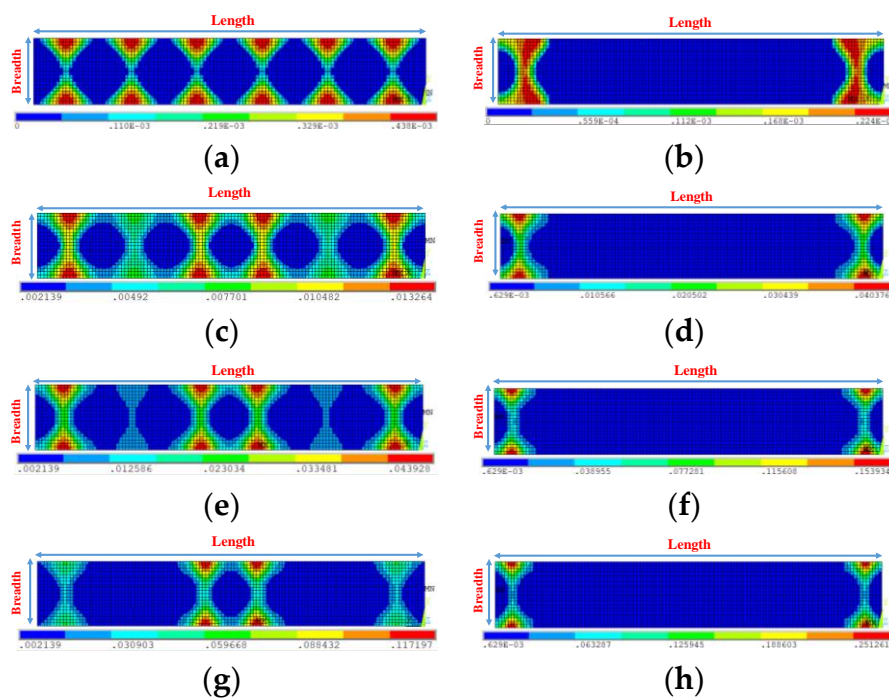 Length
Length
Breadth
Breadth
0 .110E-03 .219E-03 .329E-03 .438E-03
0 .559E-04 .112E-03 .168E-03
(a)
(b)
Length
Length
Breadth
Breadth
MN
.002139 .00492 .007701 .010482 .013264
.629E-03 .010566 .020502 .030439 .040376
(c)
(d)
Length
Length
Breadth
Breadth
MN
.002139 .012586 .023034 .033481 .043928
.629E-03 .038955 .077281 .115608 .153934
(e)
(f)
Length
Length
Breadth
Breadth
MN
.002139 .030903 .059668 .088432 .117197
.629E-03 .063287 .125945 .188603 .251261
(g)
(h)